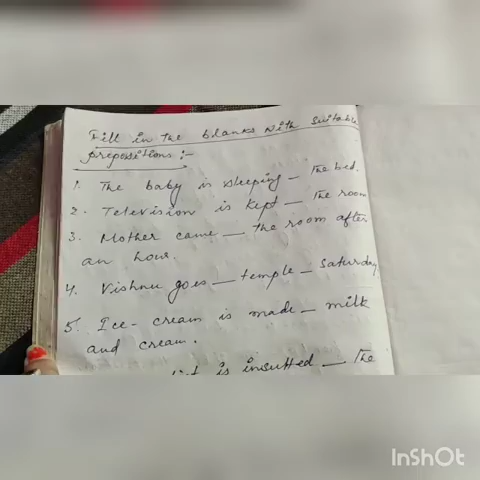 Fill in the blanks with suitable
prepositions :-
1. The baby is sleeping — the bed.
2. Television is kept — the room
3. Mother came — the room after
an hour.
4. Vishnu goes — temple — Saturday
5. Ice-cream is made — milk
and cream.
is insulted — the
InShOt